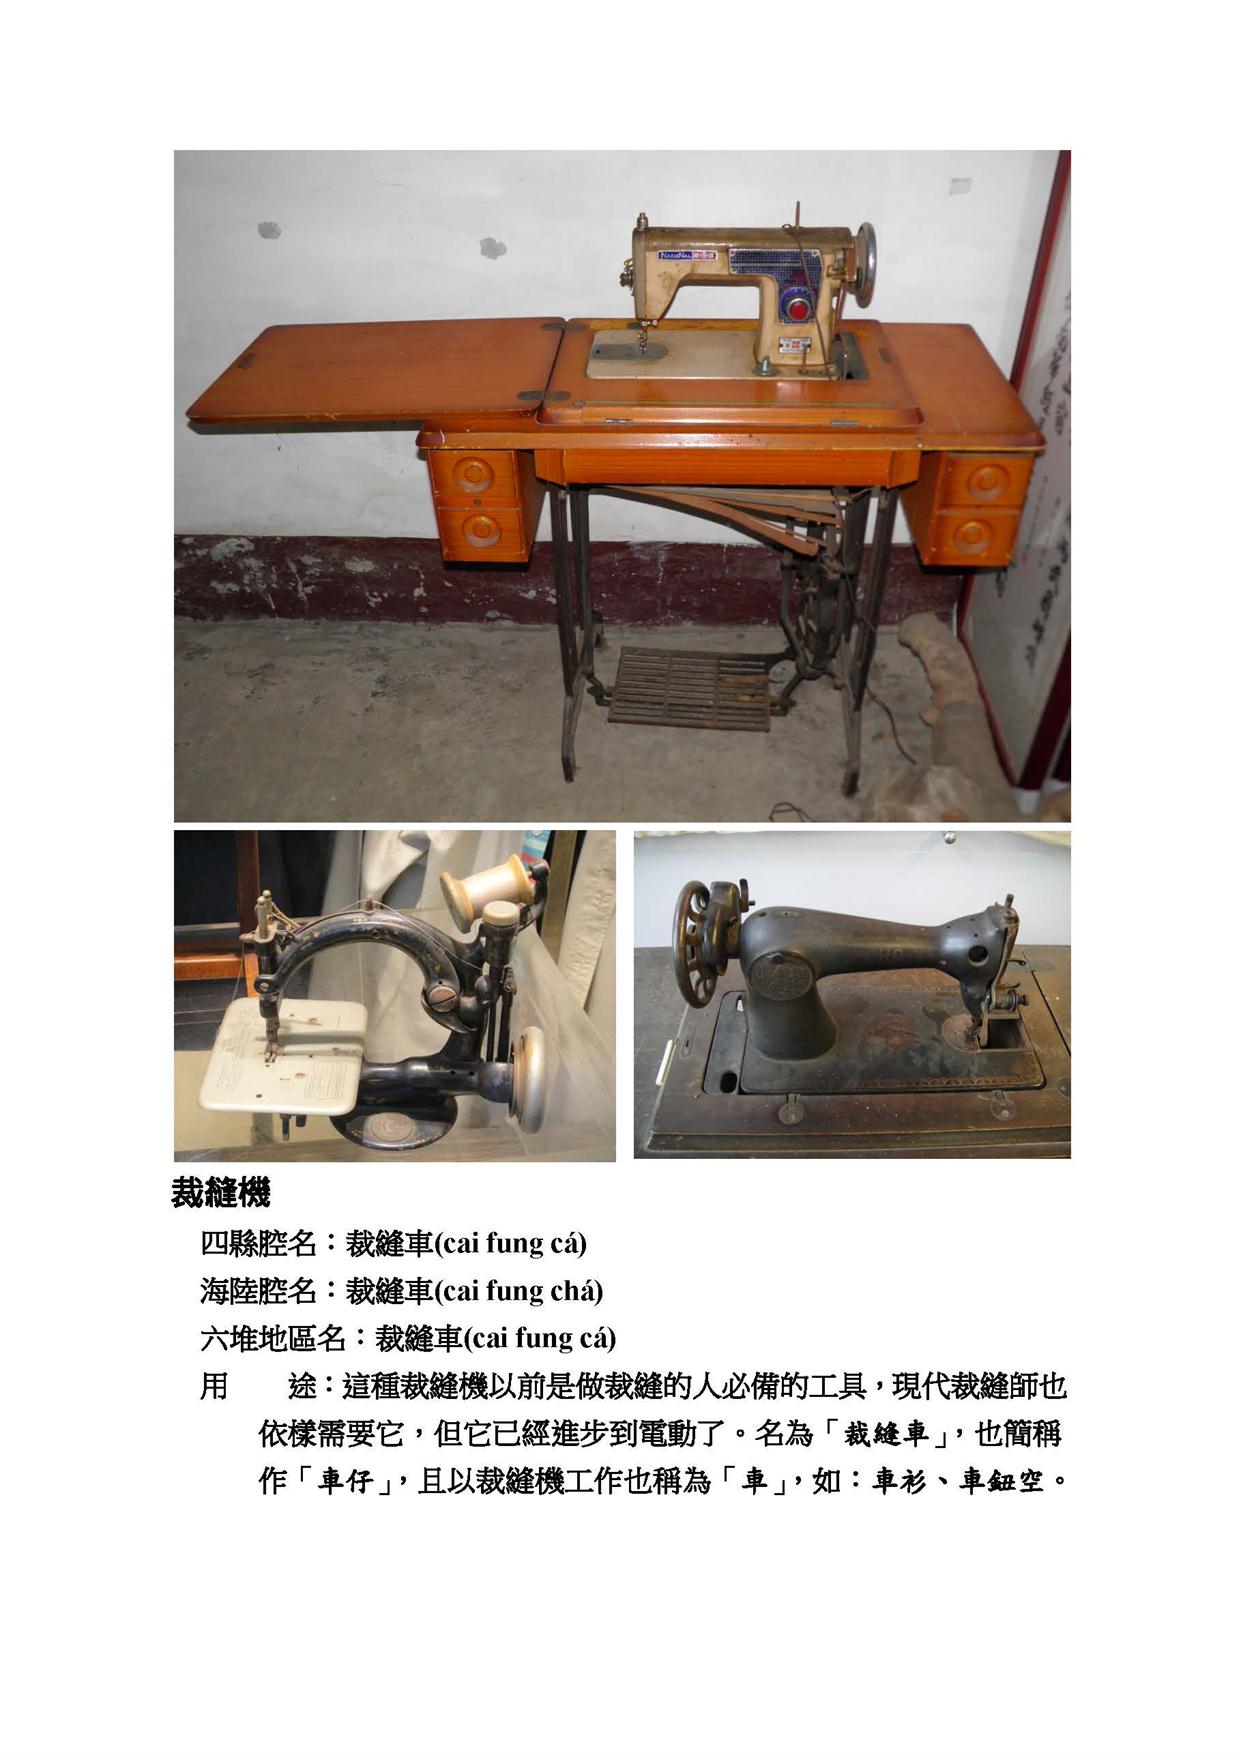 NATIONAL
裁縫機
四縣腔名：裁縫車(cai fung cá)
海陸腔名：裁縫車(cai fung chá)
六堆地區名：裁縫車(cai fung cá)
用　　途：這種裁縫機以前是做裁縫的人必備的工具，現代裁縫師也
依樣需要它，但它已經進步到電動了。名為「裁縫車」，也簡稱
作「車仔」，且以裁縫機工作也稱為「車」，如：車衫、車鈕空。